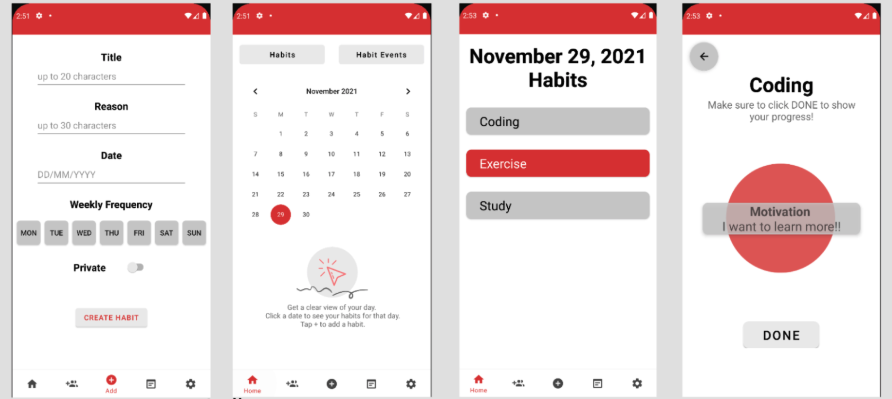 2:51
Title
up to 20 characters
Reason
up to 30 characters
Date
DD/MM/YYYY
Weekly Frequency
MON TUE WED THU FRI SAT SUN
Private
CREATE HABIT
Add
2:51
Habits Habit Events
November 2021
S M T W T F S
1 2 3 4 5 6
7 8 9 10 11 12 13
14 15 16 17 18 19 20
21 22 23 24 25 26 27
28 29 30
Get a clear view of your day.
Click a date to see your habits for that day.
Tap + to add a habit.
Home
2:53
November 29, 2021
Habits
Coding
Exercise
Study
Home
2:53
Coding
Make sure to click DONE to show
your progress!
Motivation
I want to learn more!!
DONE